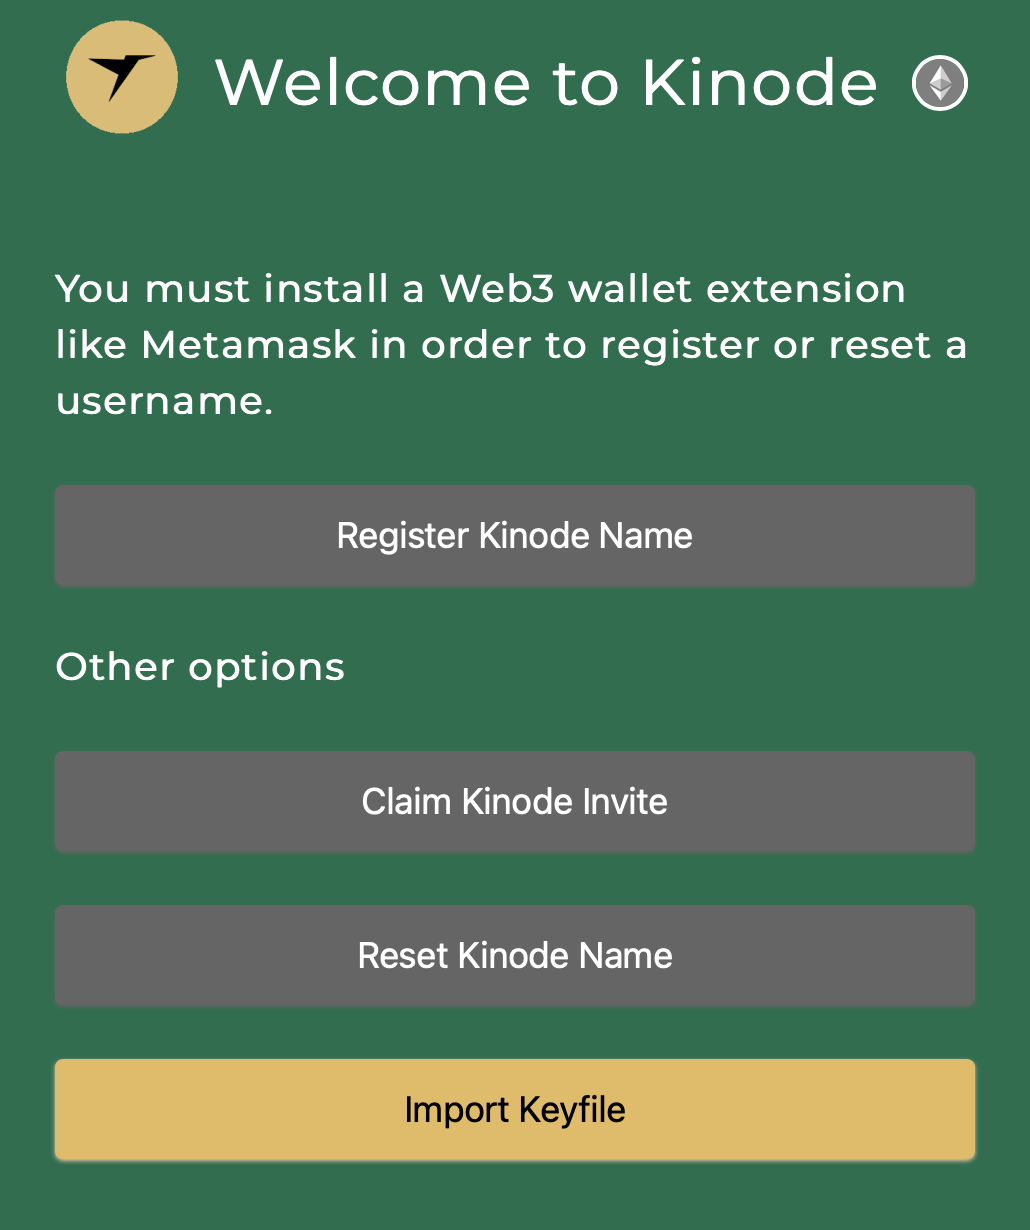 Welcome to Kinode
You must install a Web3 wallet extension
like Metamask in order to register or reset a
username.
Register Kinode Name
Other options
Claim Kinode Invite
Reset Kinode Name
Import Keyfile